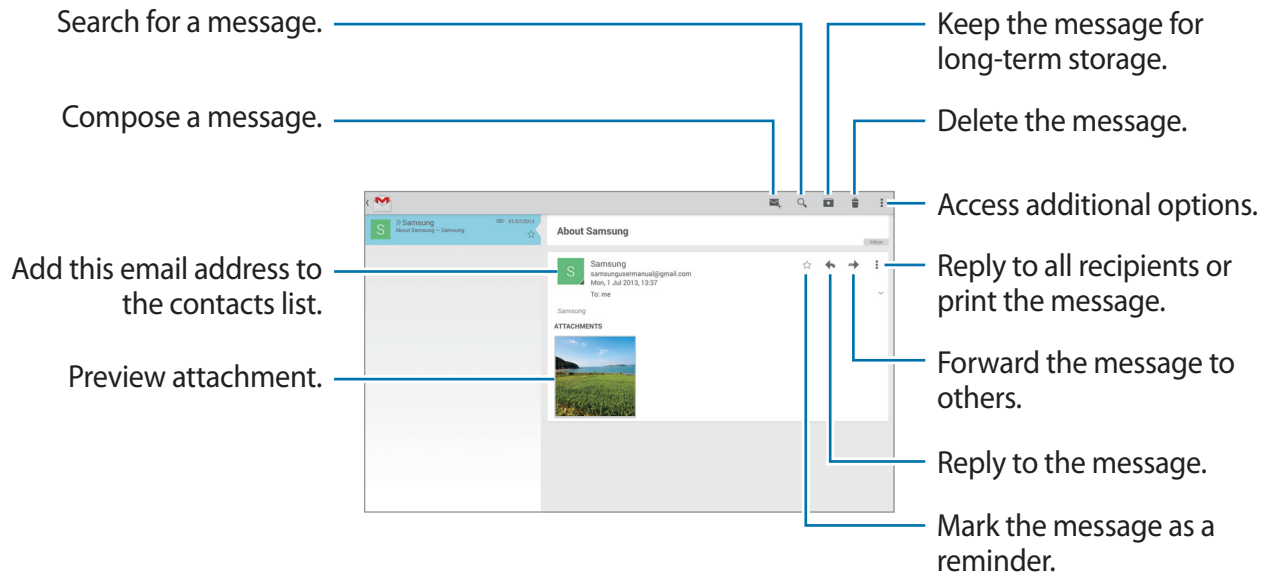 Search for a message.
Compose a message.
Add this email address to
the contacts list.
Preview attachment.
Samsung
About Samsung – Samsung
01/07/2013
S
About Samsung
Inbox
S
Samsung
samsungusermanual@gmail.com
Mon, 1 Jul 2013, 13:37
To: me
Samsung
ATTACHMENTS
Keep the message for
long-term storage.
Delete the message.
Access additional options.
Reply to all recipients or
print the message.
Forward the message to
others.
Reply to the message.
Mark the message as a
reminder.